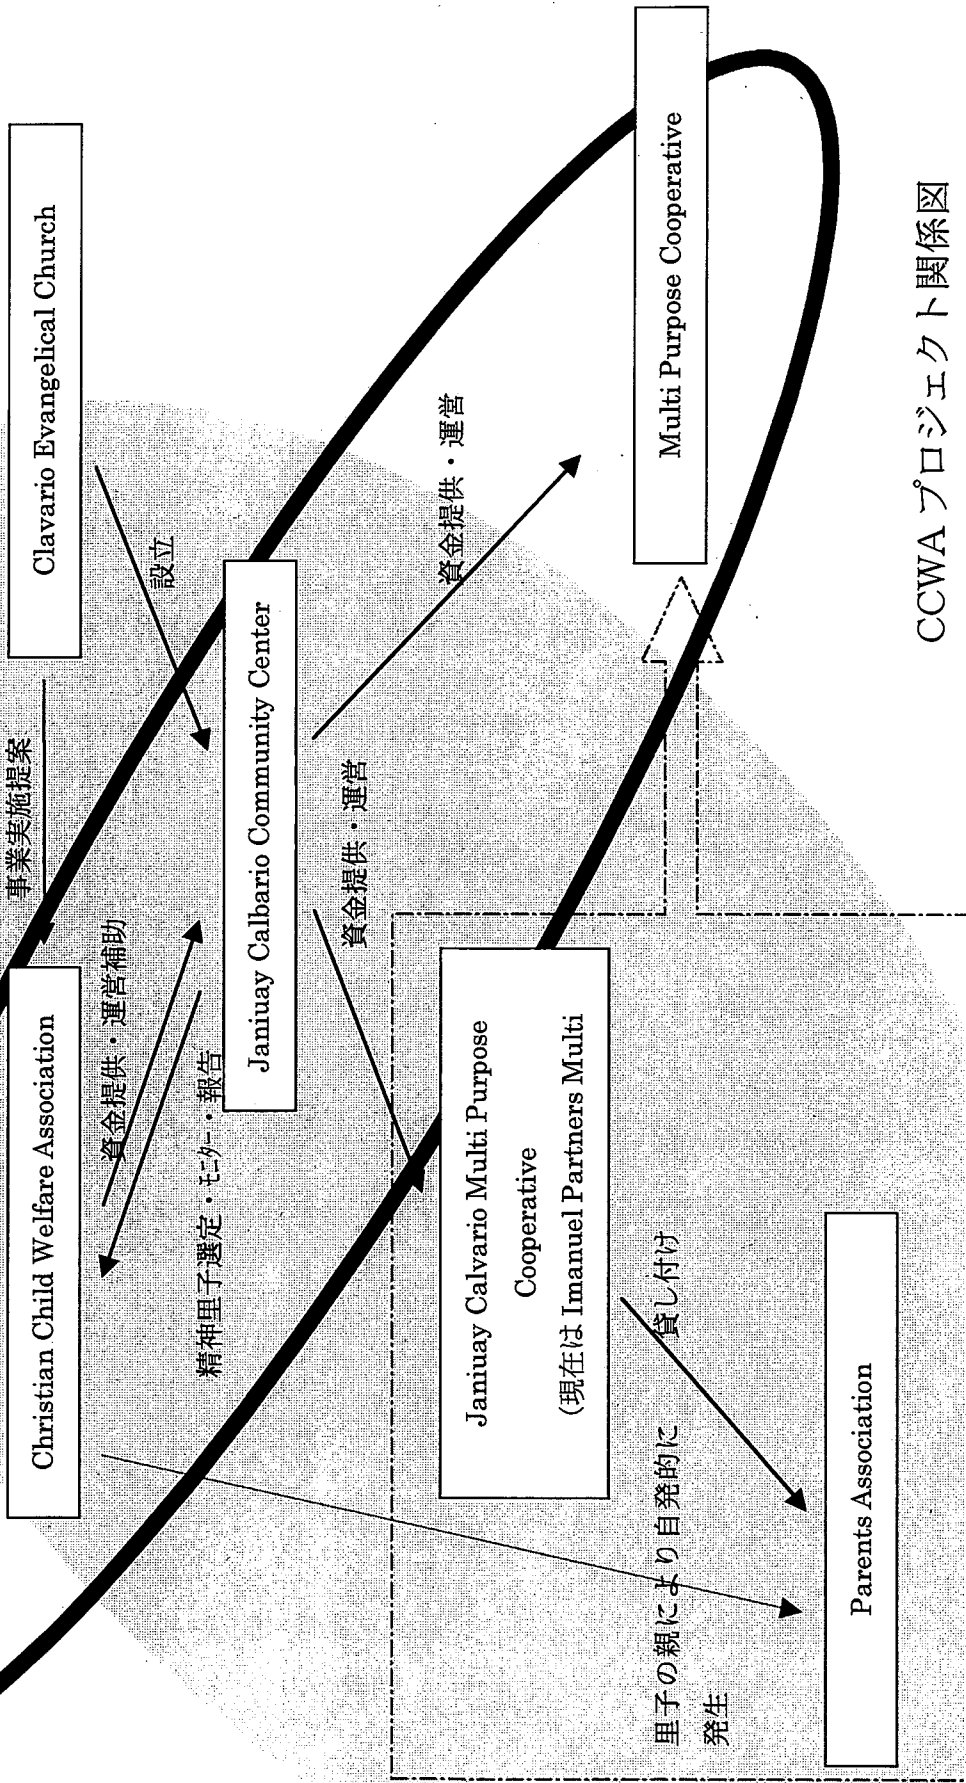 Christian Child Welfare Association
事業実施提案
Clavario Evangelical Church
資金提供・運営補助
設立
精神里子選定・モニター・報告
Janiuay Calbario Community Center
資金提供・運営
資金提供・運営
Janiuay Calvario Multi Purpose
Cooperative
(現在は Imanuel Partners Multi
Multi Purpose Cooperative
里子の親により自発的に
発生
貸し付け
Parents Association
CCWA プロジェクト関係図